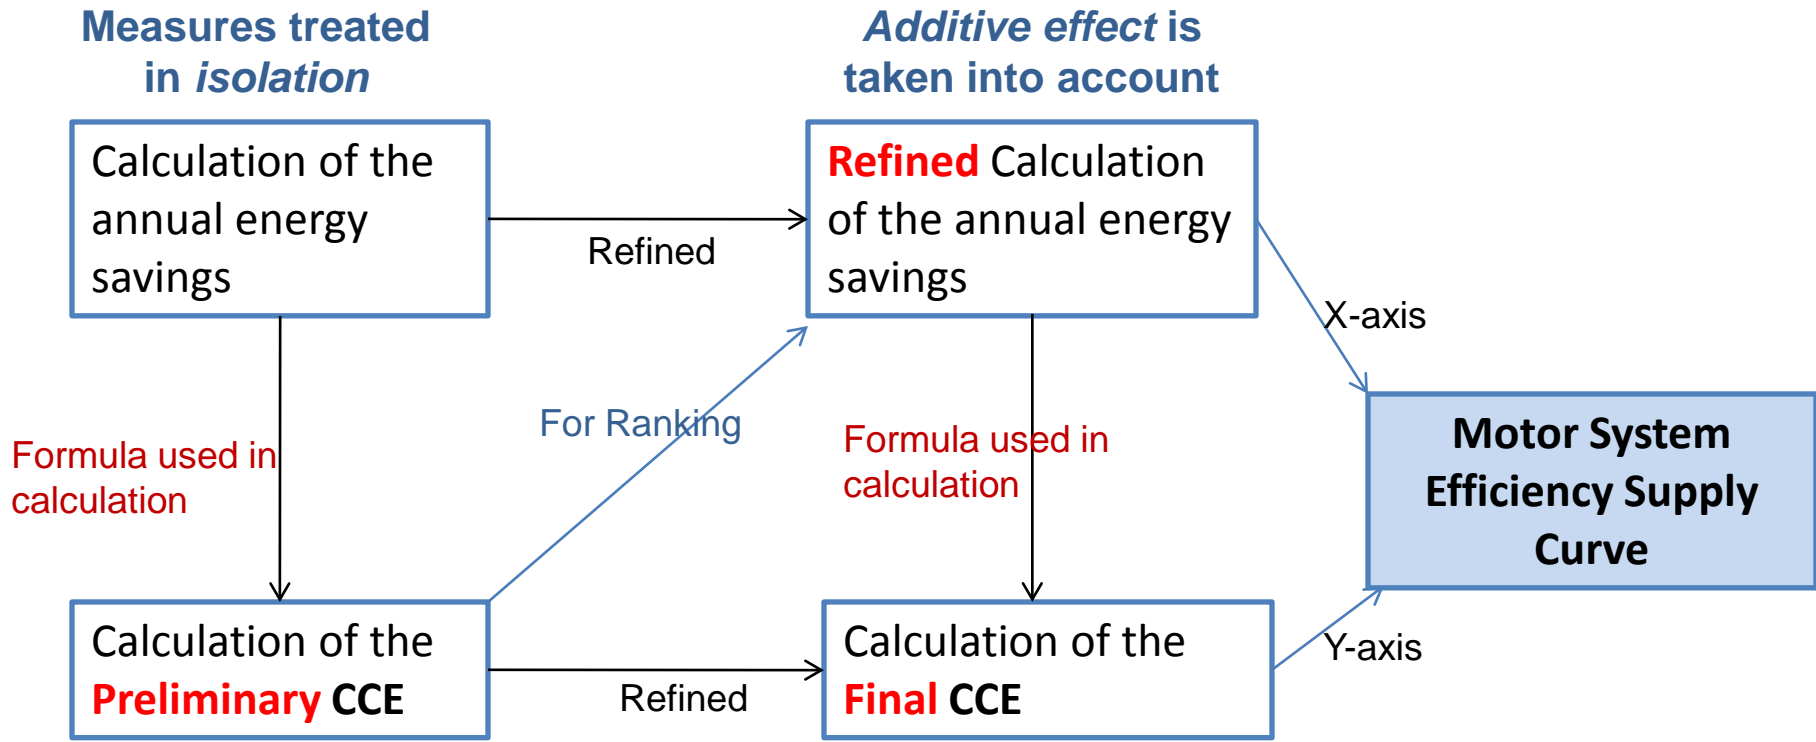 Measures treated
in isolation
Additive effect is
taken into account
Calculation of the
annual energy
savings
Refined
Refined Calculation
of the annual energy
savings
X-axis
Formula used in
calculation
For Ranking
Formula used in
calculation
Motor System
Efficiency Supply
Curve
Calculation of the
Preliminary CCE
Refined
Calculation of the
Final CCE
Y-axis